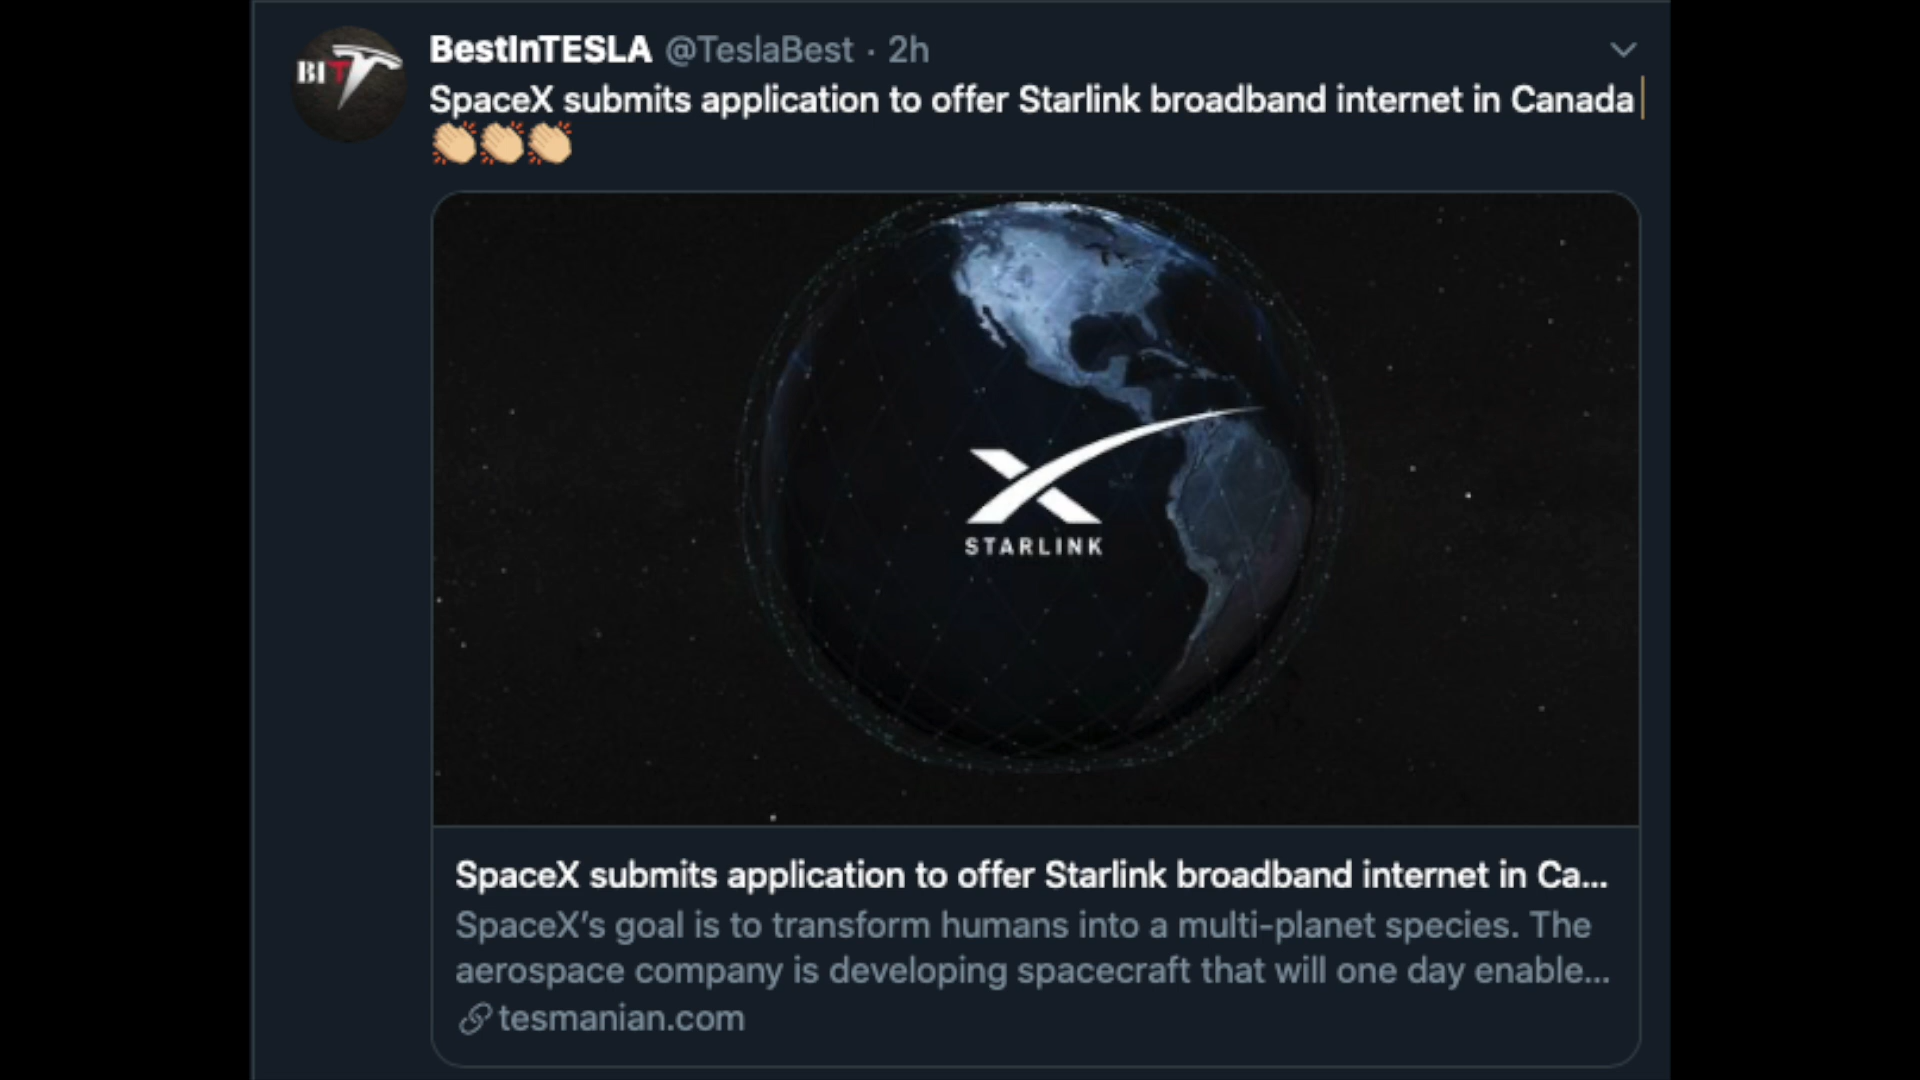 BIT
BestInTESLA @TeslaBest · 2h
SpaceX submits application to offer Starlink broadband internet in Canada
👏🏼👏🏼👏🏼
STARLINK
SpaceX submits application to offer Starlink broadband internet in Ca...
SpaceX’s goal is to transform humans into a multi-planet species. The
aerospace company is developing spacecraft that will one day enable...
tesmanian.com